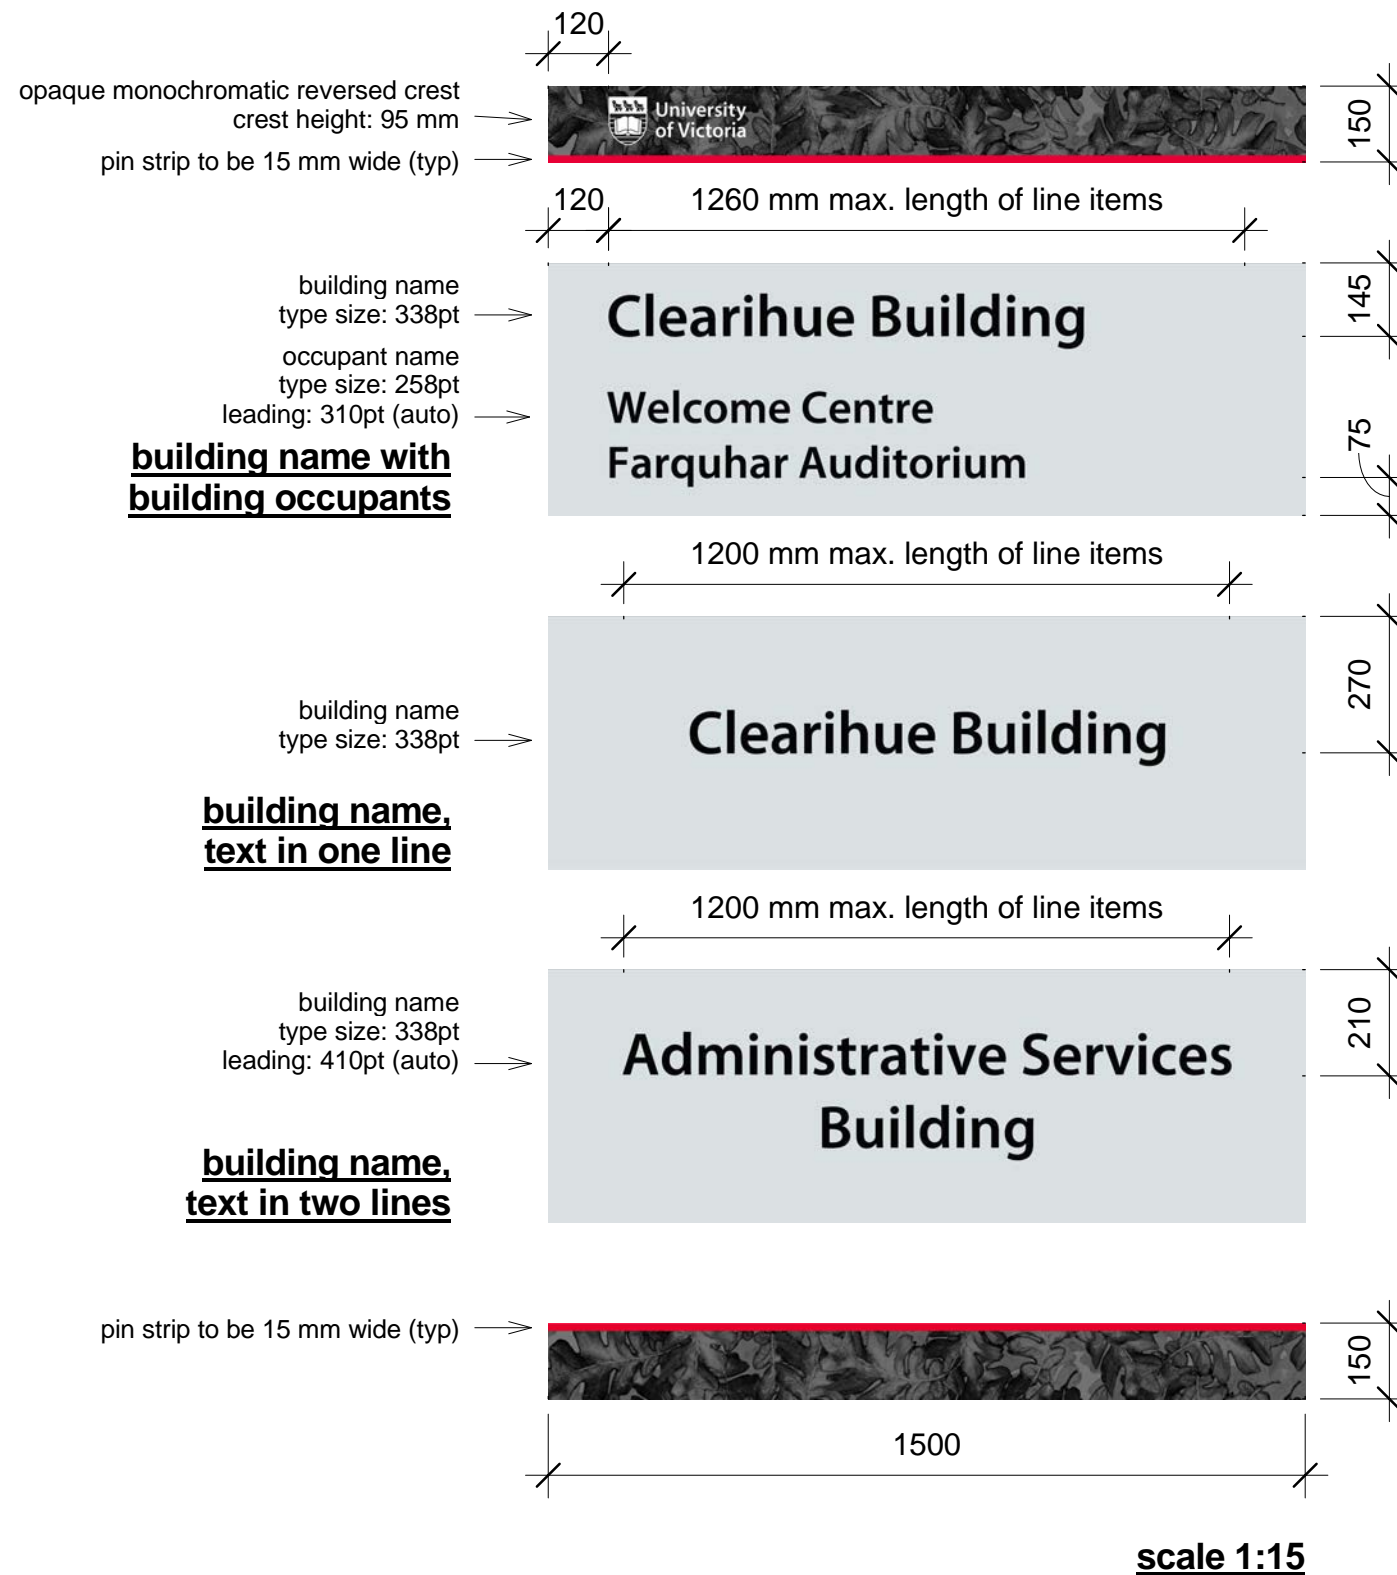 120
opaque monochromatic reversed crest
crest height: 95 mm
University
of Victoria
150
pin strip to be 15 mm wide (typ)
120
1260 mm max. length of line items
building name
type size: 338pt
Clearihue Building
145
occupant name
type size: 258pt
leading: 310pt (auto)
Welcome Centre
Farquhar Auditorium
75
building name with
building occupants
1200 mm max. length of line items
270
building name
type size: 338pt
Clearihue Building
building name,
text in one line
1200 mm max. length of line items
building name
type size: 338pt
leading: 410pt (auto)
210
Administrative Services
Building
building name,
text in two lines
pin strip to be 15 mm wide (typ)
150
1500
scale 1:15